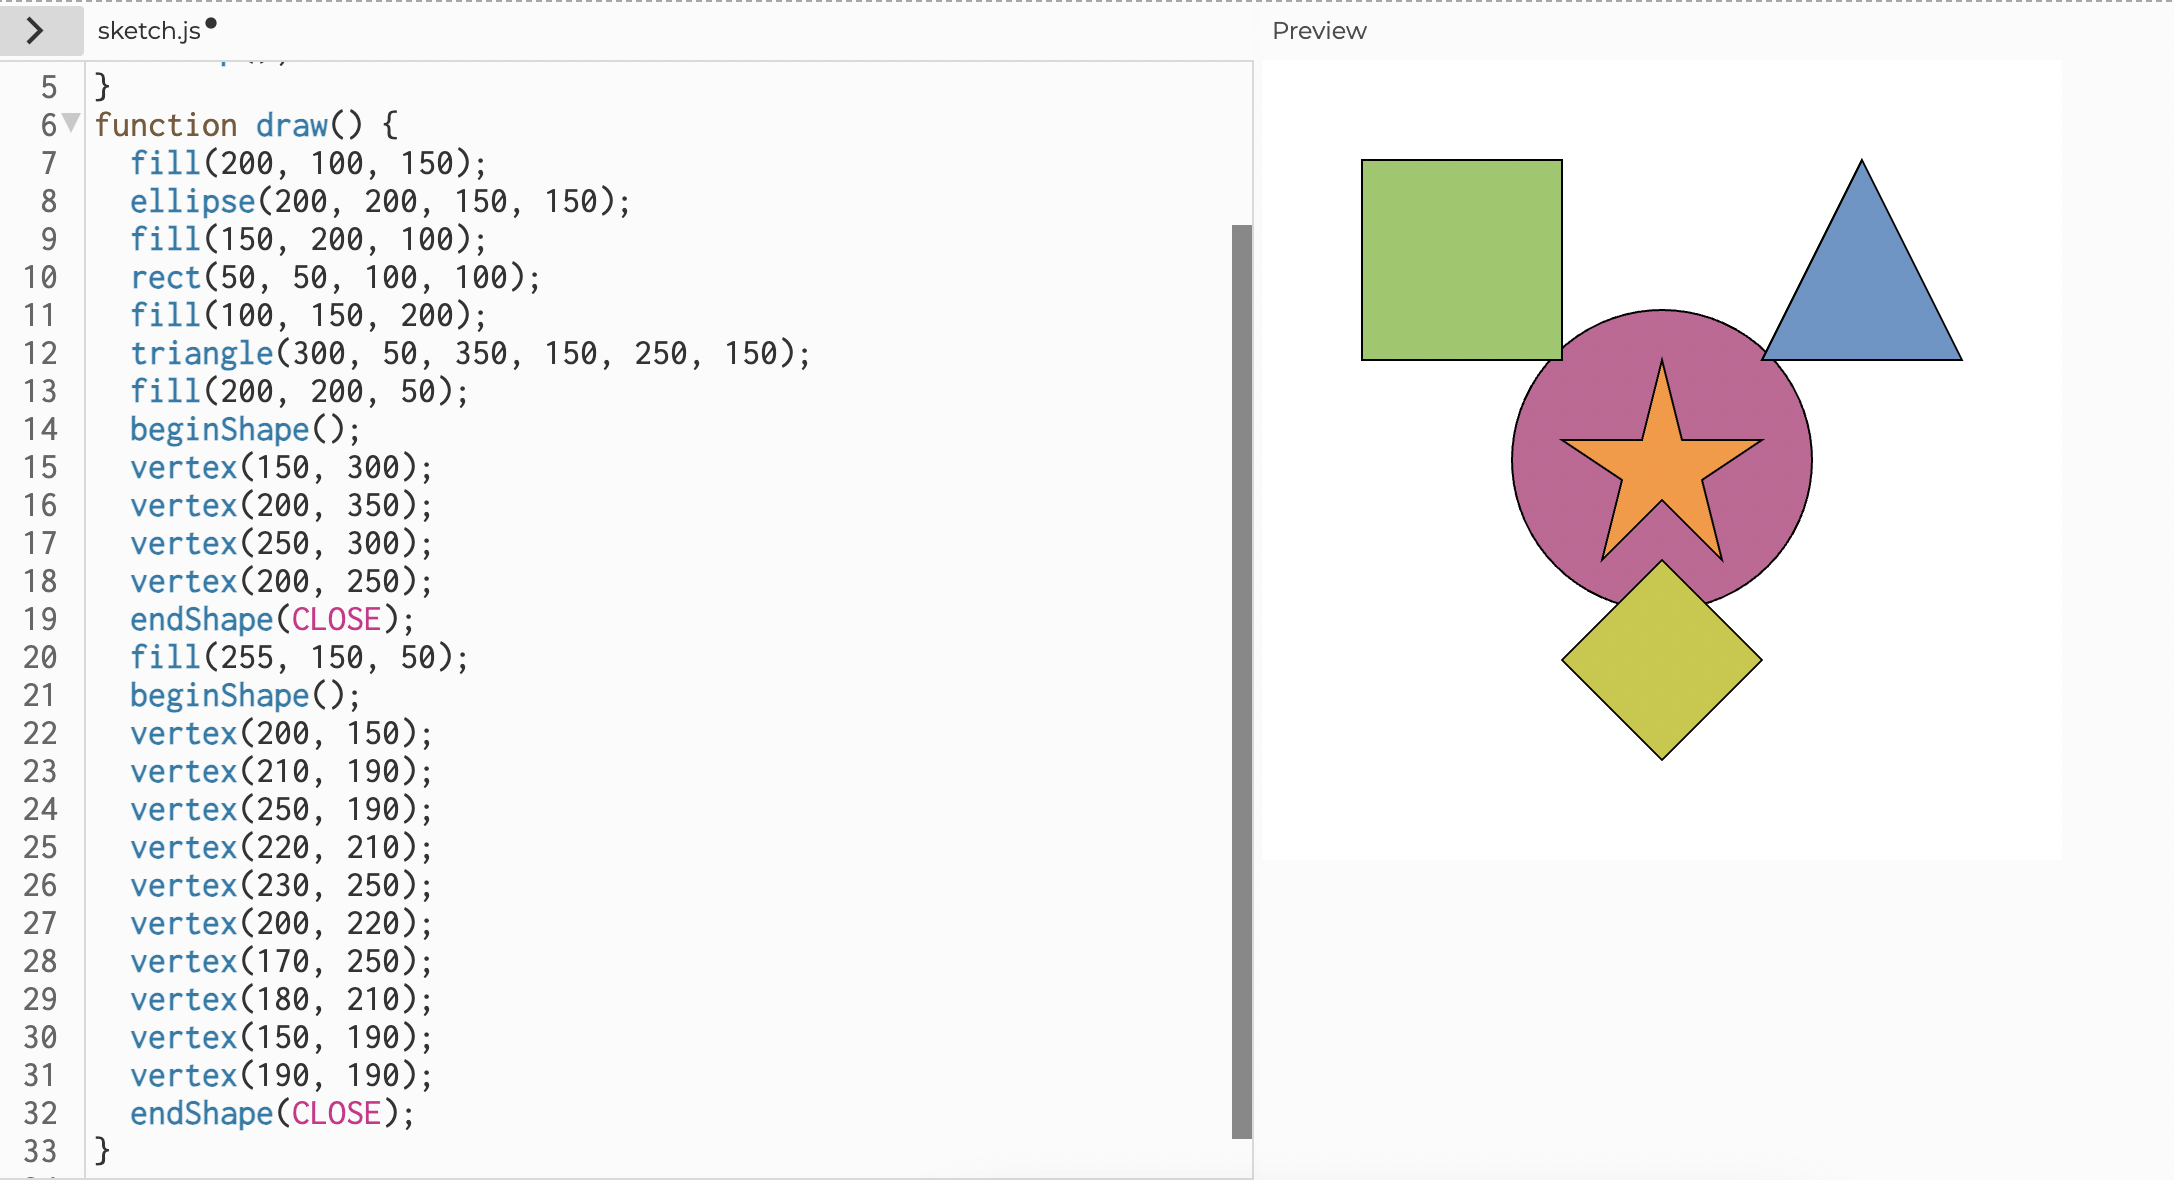 sketch.js
Preview
5 }
6 function draw() {
7 fill(200, 100, 150);
8 ellipse(200, 200, 150, 150);
9 fill(150, 200, 100);
10 rect(50, 50, 100, 100);
11 fill(100, 150, 200);
12 triangle(300, 50, 350, 150, 250, 150);
13 fill(200, 200, 50);
14 beginShape();
15 vertex(150, 300);
16 vertex(200, 350);
17 vertex(250, 300);
18 vertex(200, 250);
19 endShape(CLOSE);
20 fill(255, 150, 50);
21 beginShape();
22 vertex(200, 150);
23 vertex(210, 190);
24 vertex(250, 190);
25 vertex(220, 210);
26 vertex(230, 250);
27 vertex(200, 220);
28 vertex(170, 250);
29 vertex(180, 210);
30 vertex(150, 190);
31 vertex(190, 190);
32 endShape(CLOSE);
33 }